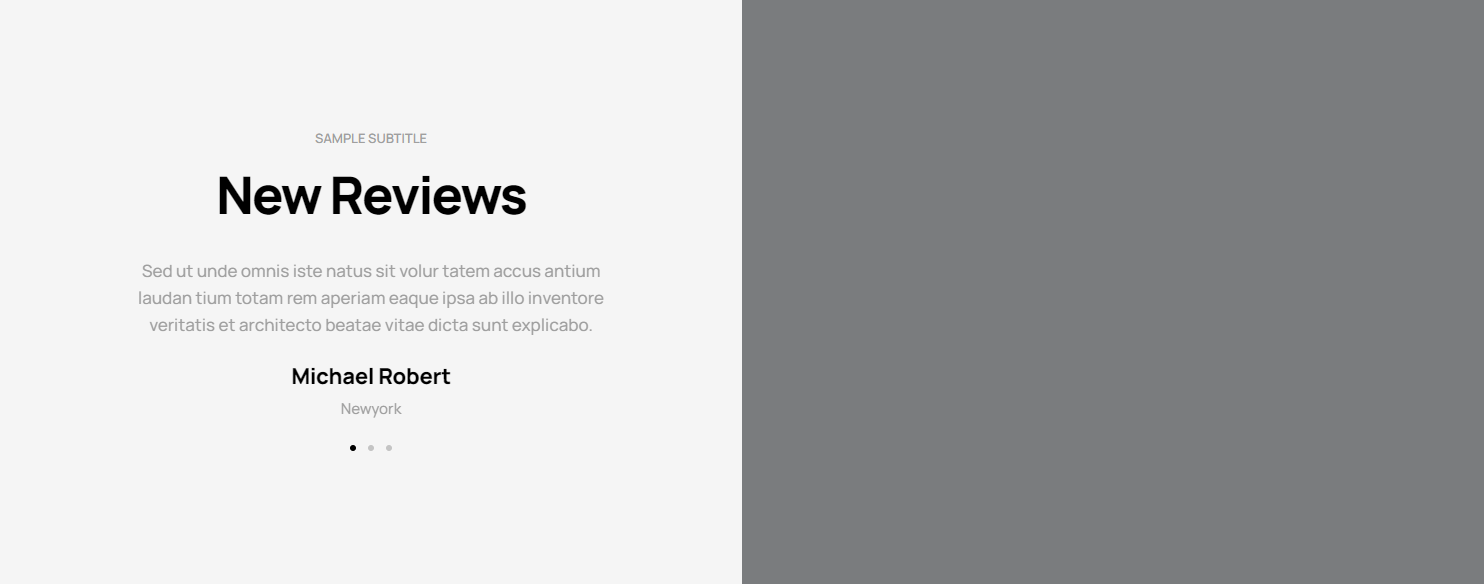 SAMPLE SUBTITLE
New Reviews
Sed ut unde omnis iste natus sit volur tatem accus antium
laudan tium totam rem aperiam eaque ipsa ab illo inventore
veritatis et architecto beatae vitae dicta sunt explicabo.
Michael Robert
Newyork